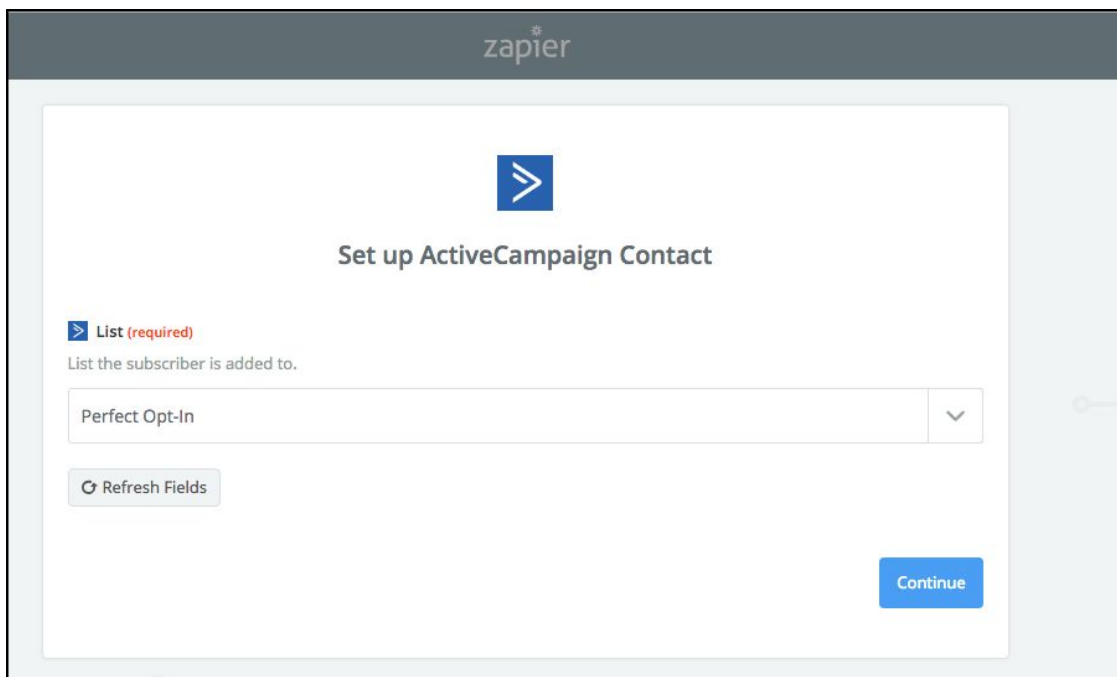 zapier
Set up ActiveCampaign Contact
List (required)
List the subscriber is added to.
Perfect Opt-In
Refresh Fields
Continue